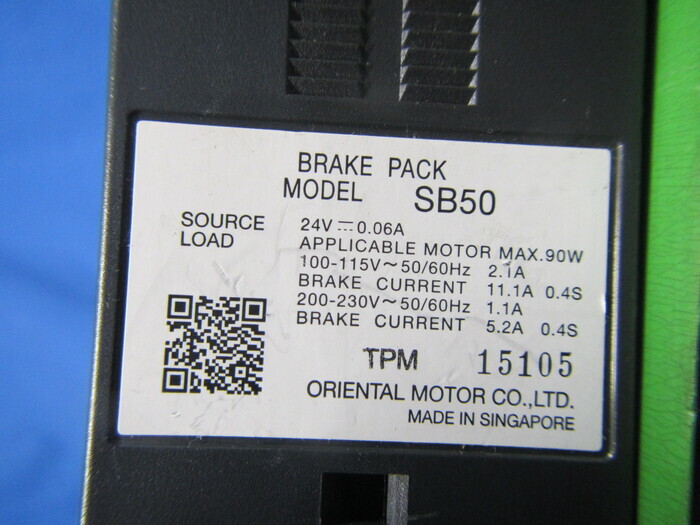 BRAKE PACK
MODEL SB50
SOURCE 24V⎓0.06A
LOAD APPLICABLE MOTOR MAX.90W
100-115V~50/60Hz 2.1A
BRAKE CURRENT 11.1A 0.4S
200-230V~50/60Hz 1.1A
BRAKE CURRENT 5.2A 0.4S
TPM 15105
ORIENTAL MOTOR CO.,LTD.
MADE IN SINGAPORE